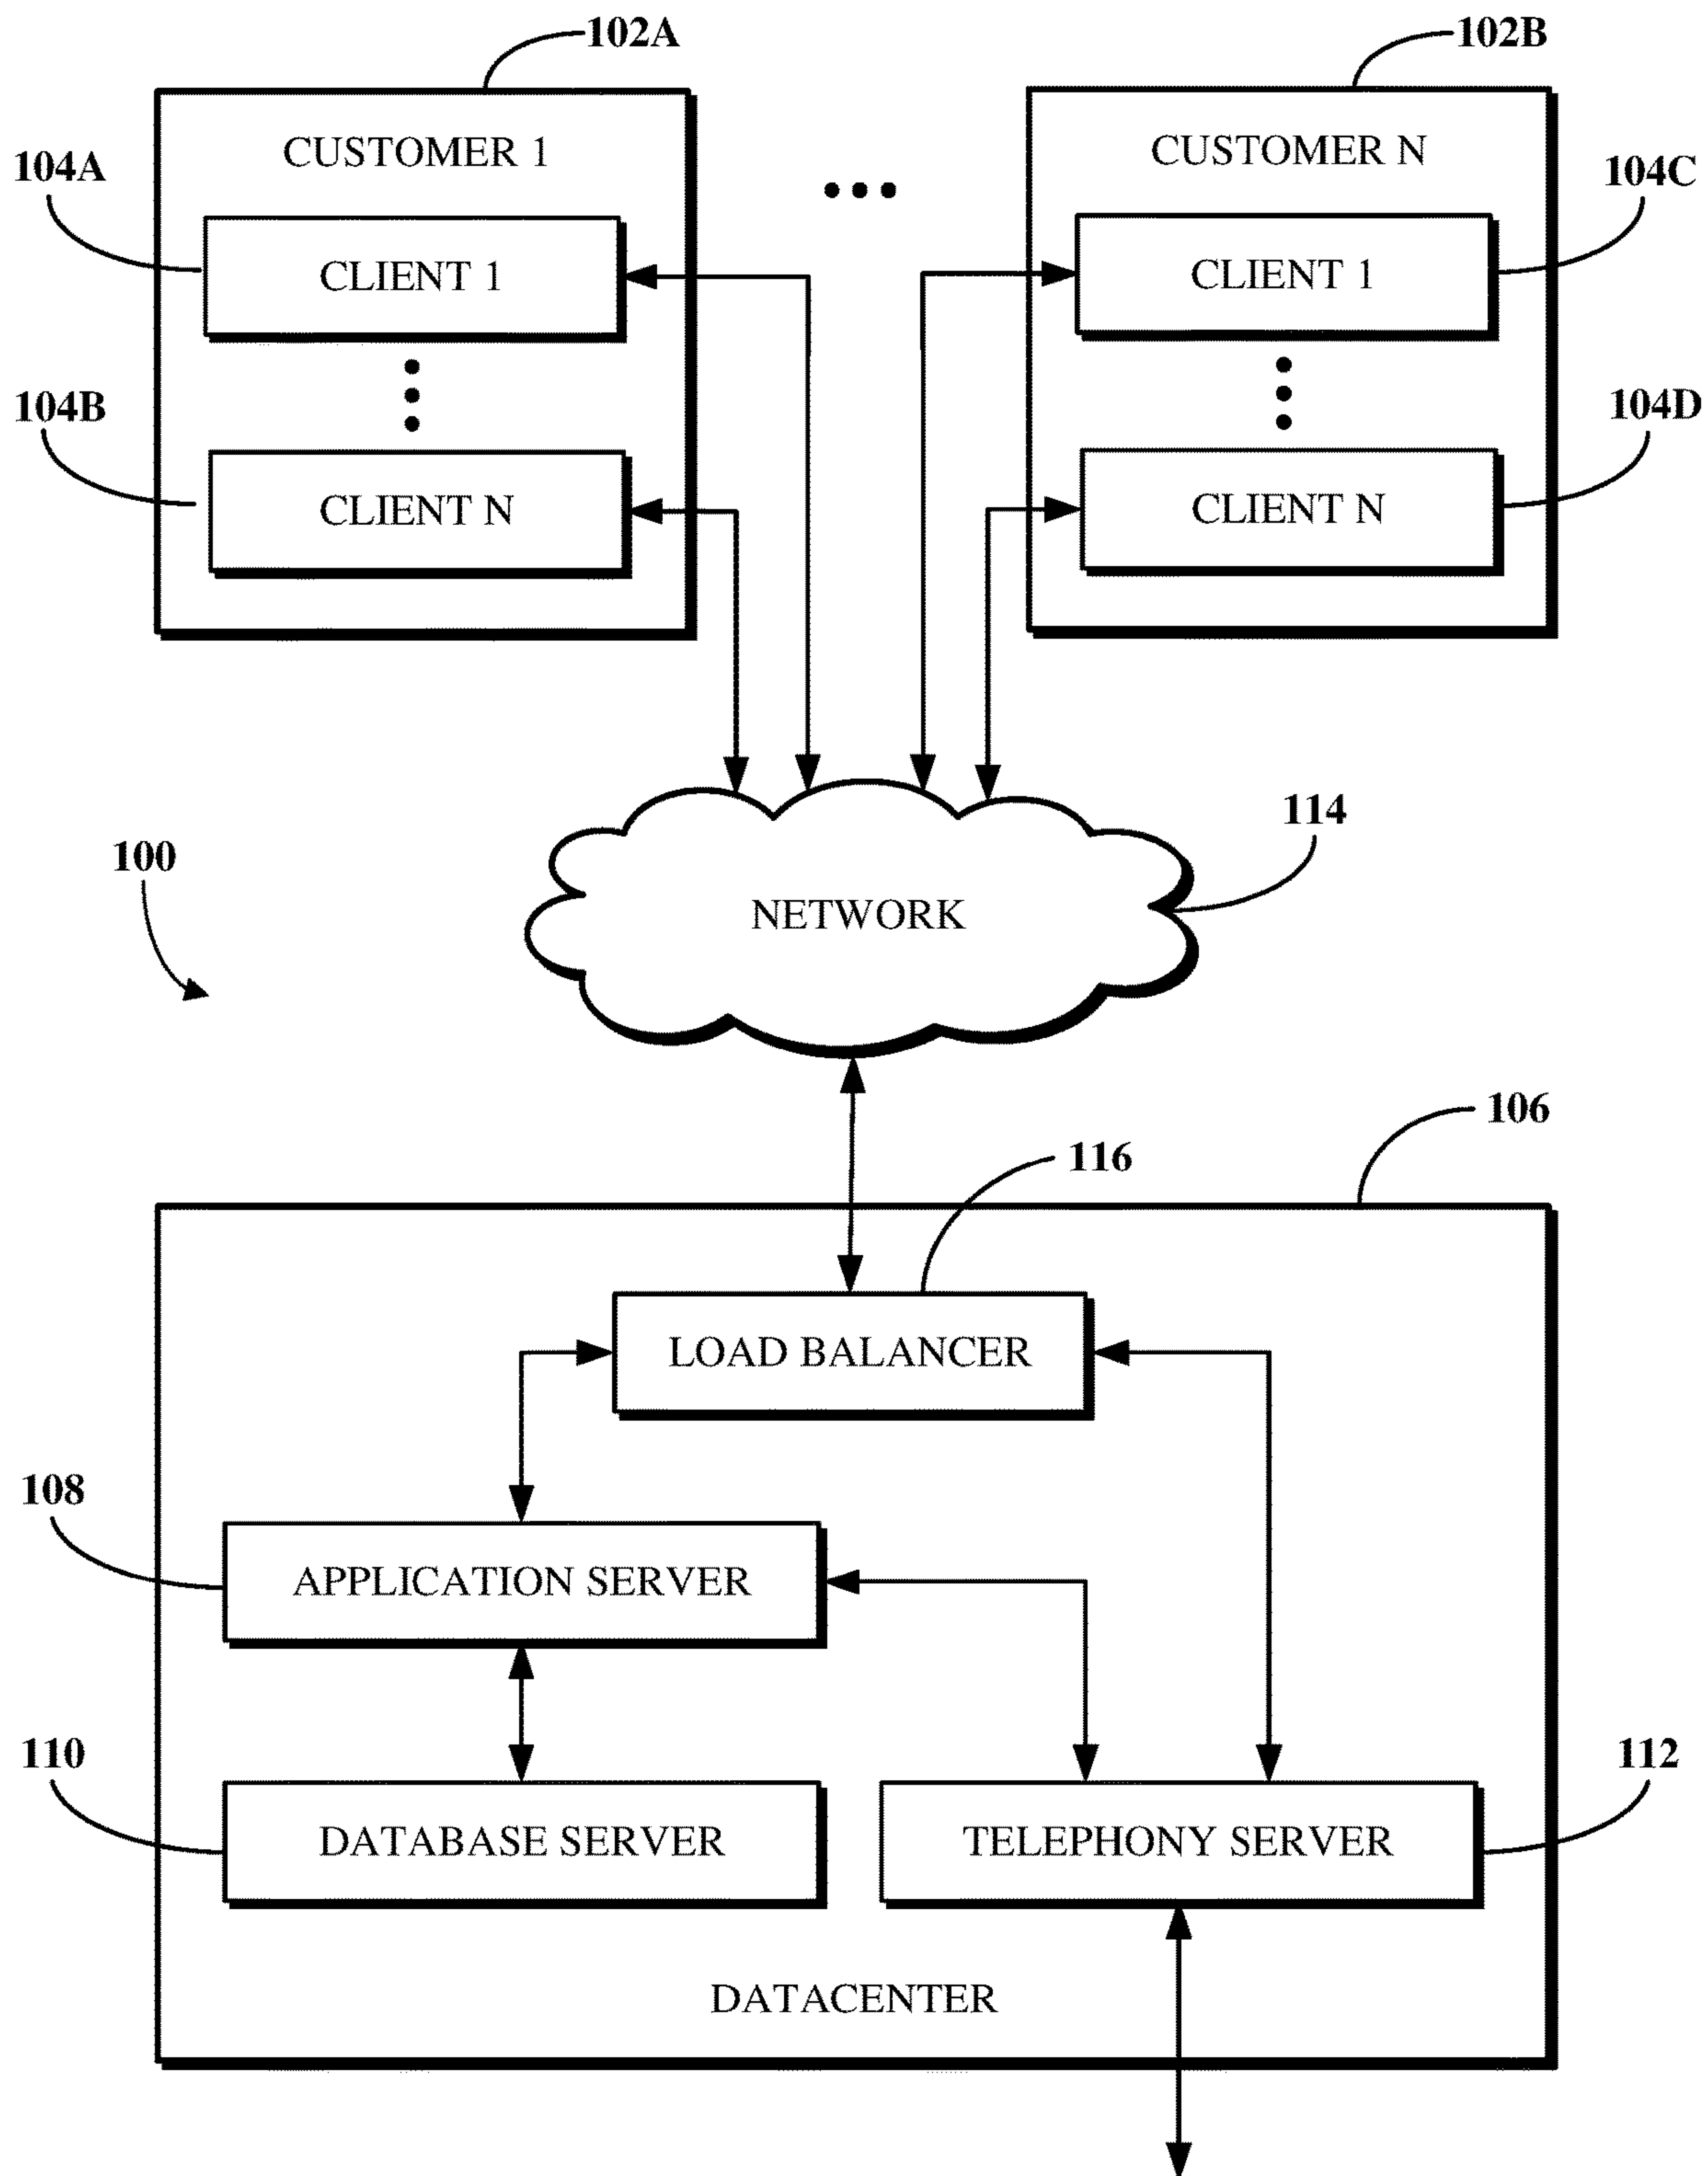 102A
102B
CUSTOMER 1
CUSTOMER N
104A
104C
CLIENT 1
CLIENT 1
104B
104D
CLIENT N
CLIENT N
114
100
NETWORK
106
116
LOAD BALANCER
108
APPLICATION SERVER
110
112
DATABASE SERVER
TELEPHONY SERVER
DATACENTER